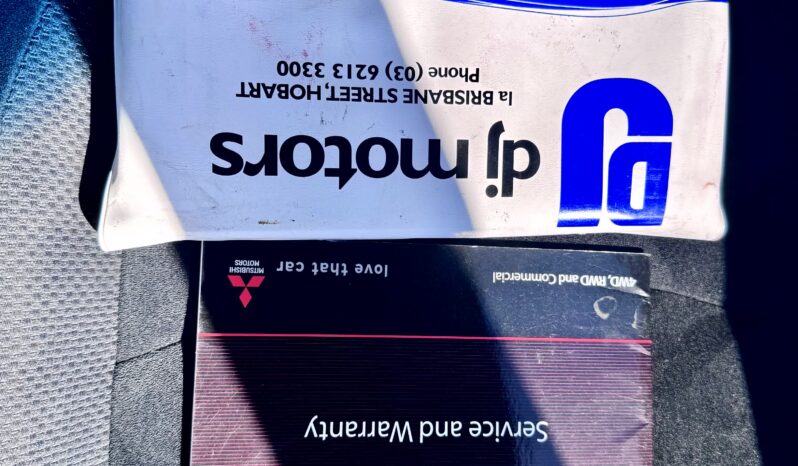 dj
dj motors
1a BRISBANE STREET, HOBART
Phone (03) 6213 3300
Service and Warranty
4WD, RWD and Commercial
love that car
MITSUBISHI
MOTORS